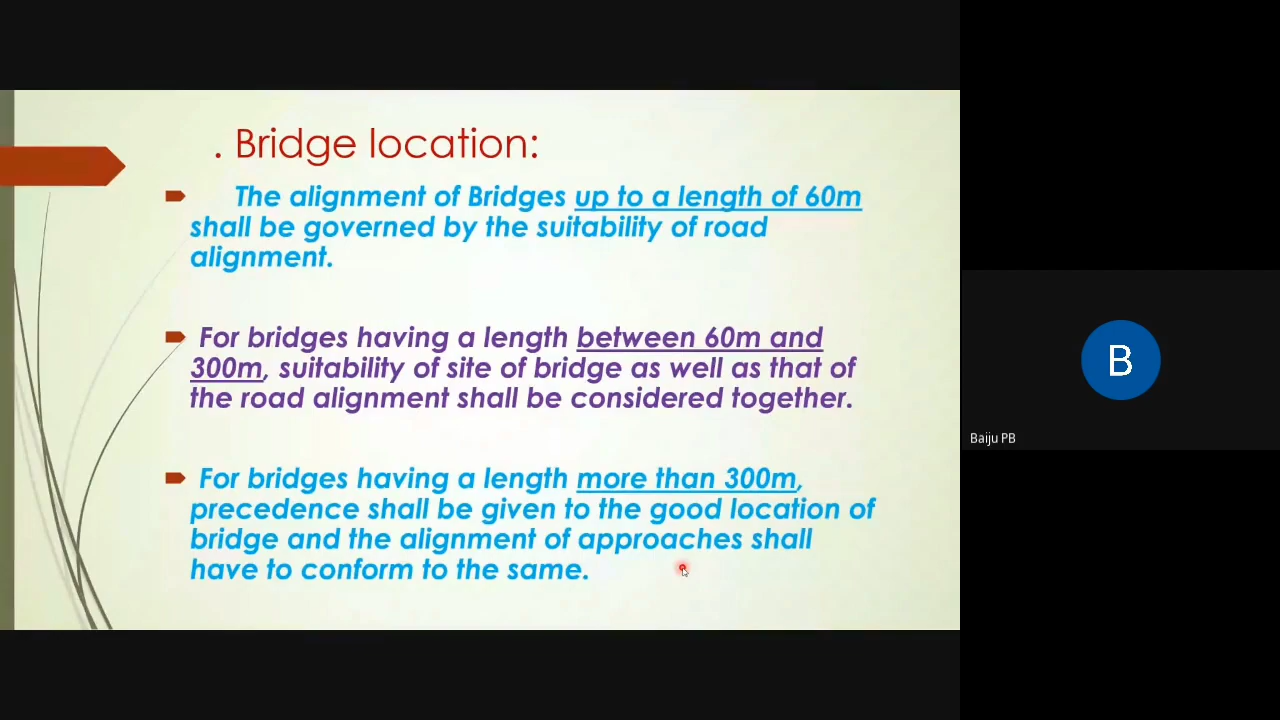 . Bridge location:
The alignment of Bridges up to a length of 60m
shall be governed by the suitability of road
alignment.
For bridges having a length between 60m and
300m, suitability of site of bridge as well as that of
the road alignment shall be considered together.
For bridges having a length more than 300m,
precedence shall be given to the good location of
bridge and the alignment of approaches shall
have to conform to the same.
B
Baiju PB